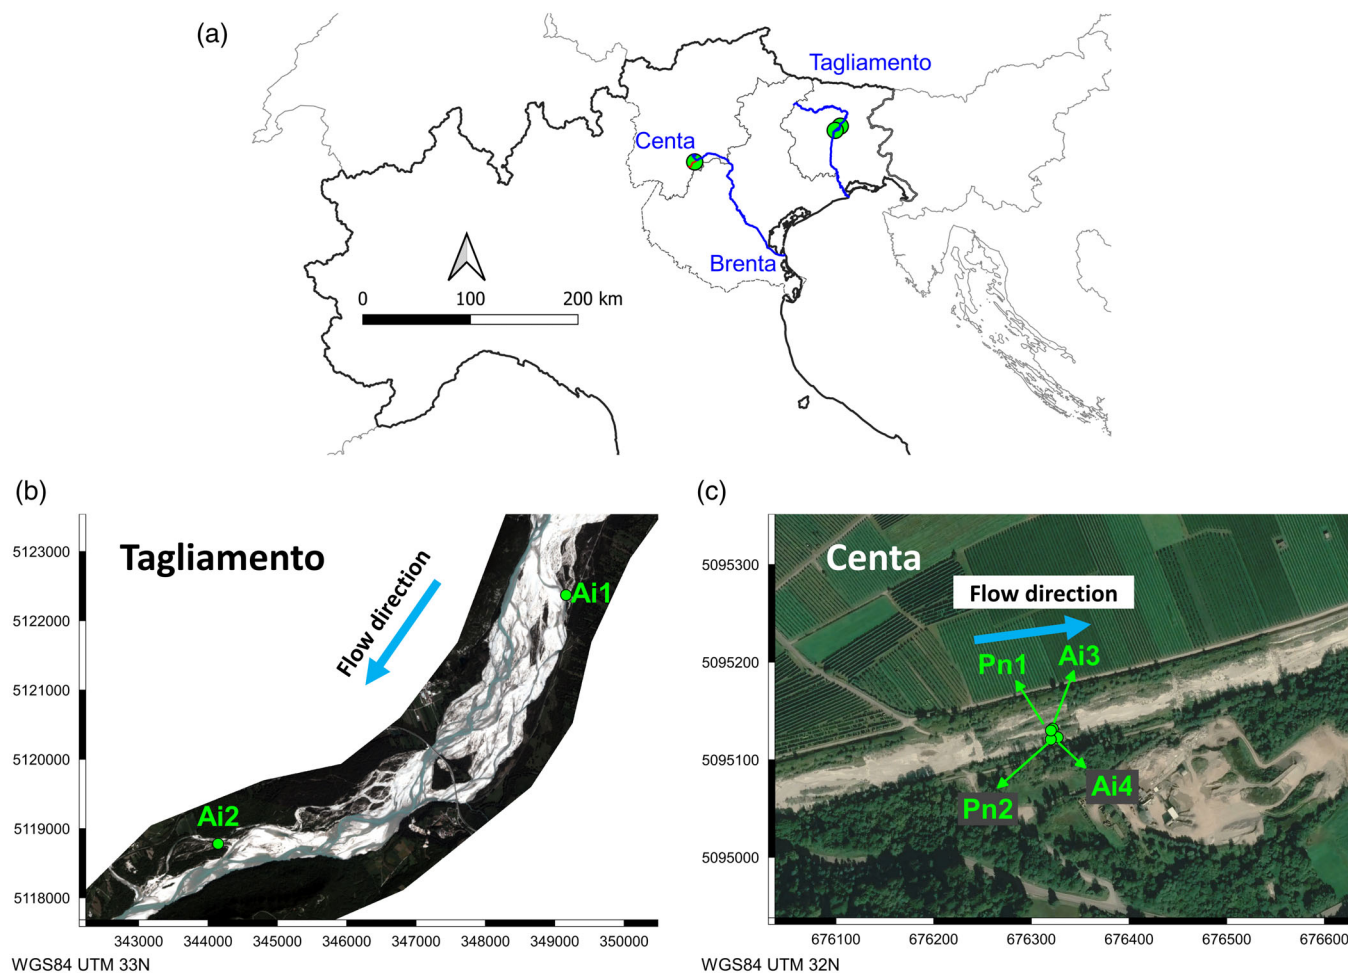 (a)
Tagliamento
Centa
Brenta
0 100 200 km
(b)
Tagliamento
Flow direction
Ai1
Ai2
5123000
5122000
5121000
5120000
5119000
5118000
343000 344000 345000 346000 347000 348000 349000 350000
WGS84 UTM 33N
(c)
Centa
Flow direction
Pn1 Ai3
Pn2 Ai4
5095300
5095200
5095100
5095000
676100 676200 676300 676400 676500 676600
WGS84 UTM 32N